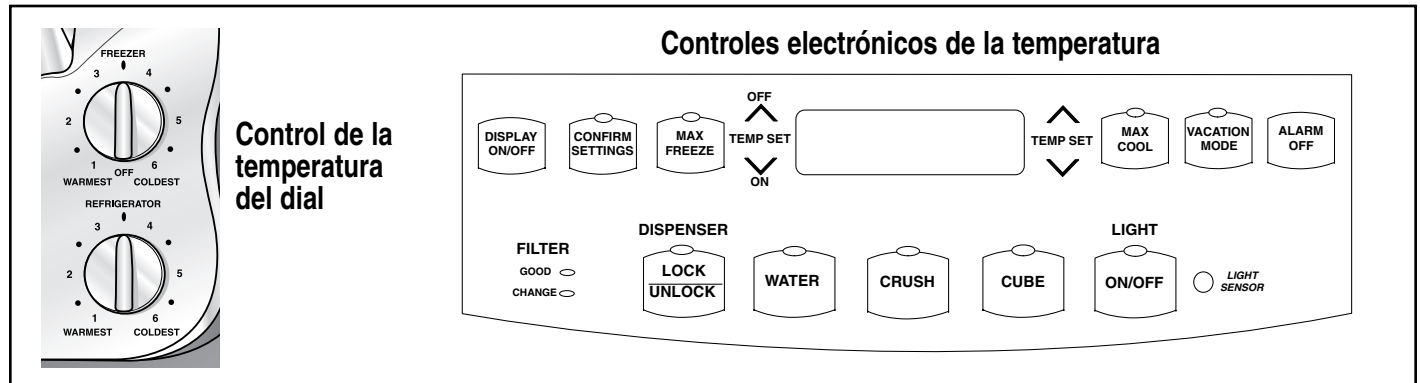 FREEZER
3 4
2 5
1 6
OFF
WARMEST COLDEST
REFRIGERATOR
3 4
2 5
1 6
WARMEST COLDEST
Control de la
temperatura
del dial
Controles electrónicos de la temperatura
DISPLAY
ON/OFF
CONFIRM
SETTINGS
MAX
FREEZE
OFF
TEMP SET
ON
TEMP SET
MAX
COOL
VACATION
MODE
ALARM
OFF
FILTER
GOOD
CHANGE
DISPENSER
LOCK
UNLOCK
WATER
CRUSH
CUBE
LIGHT
ON/OFF
LIGHT
SENSOR